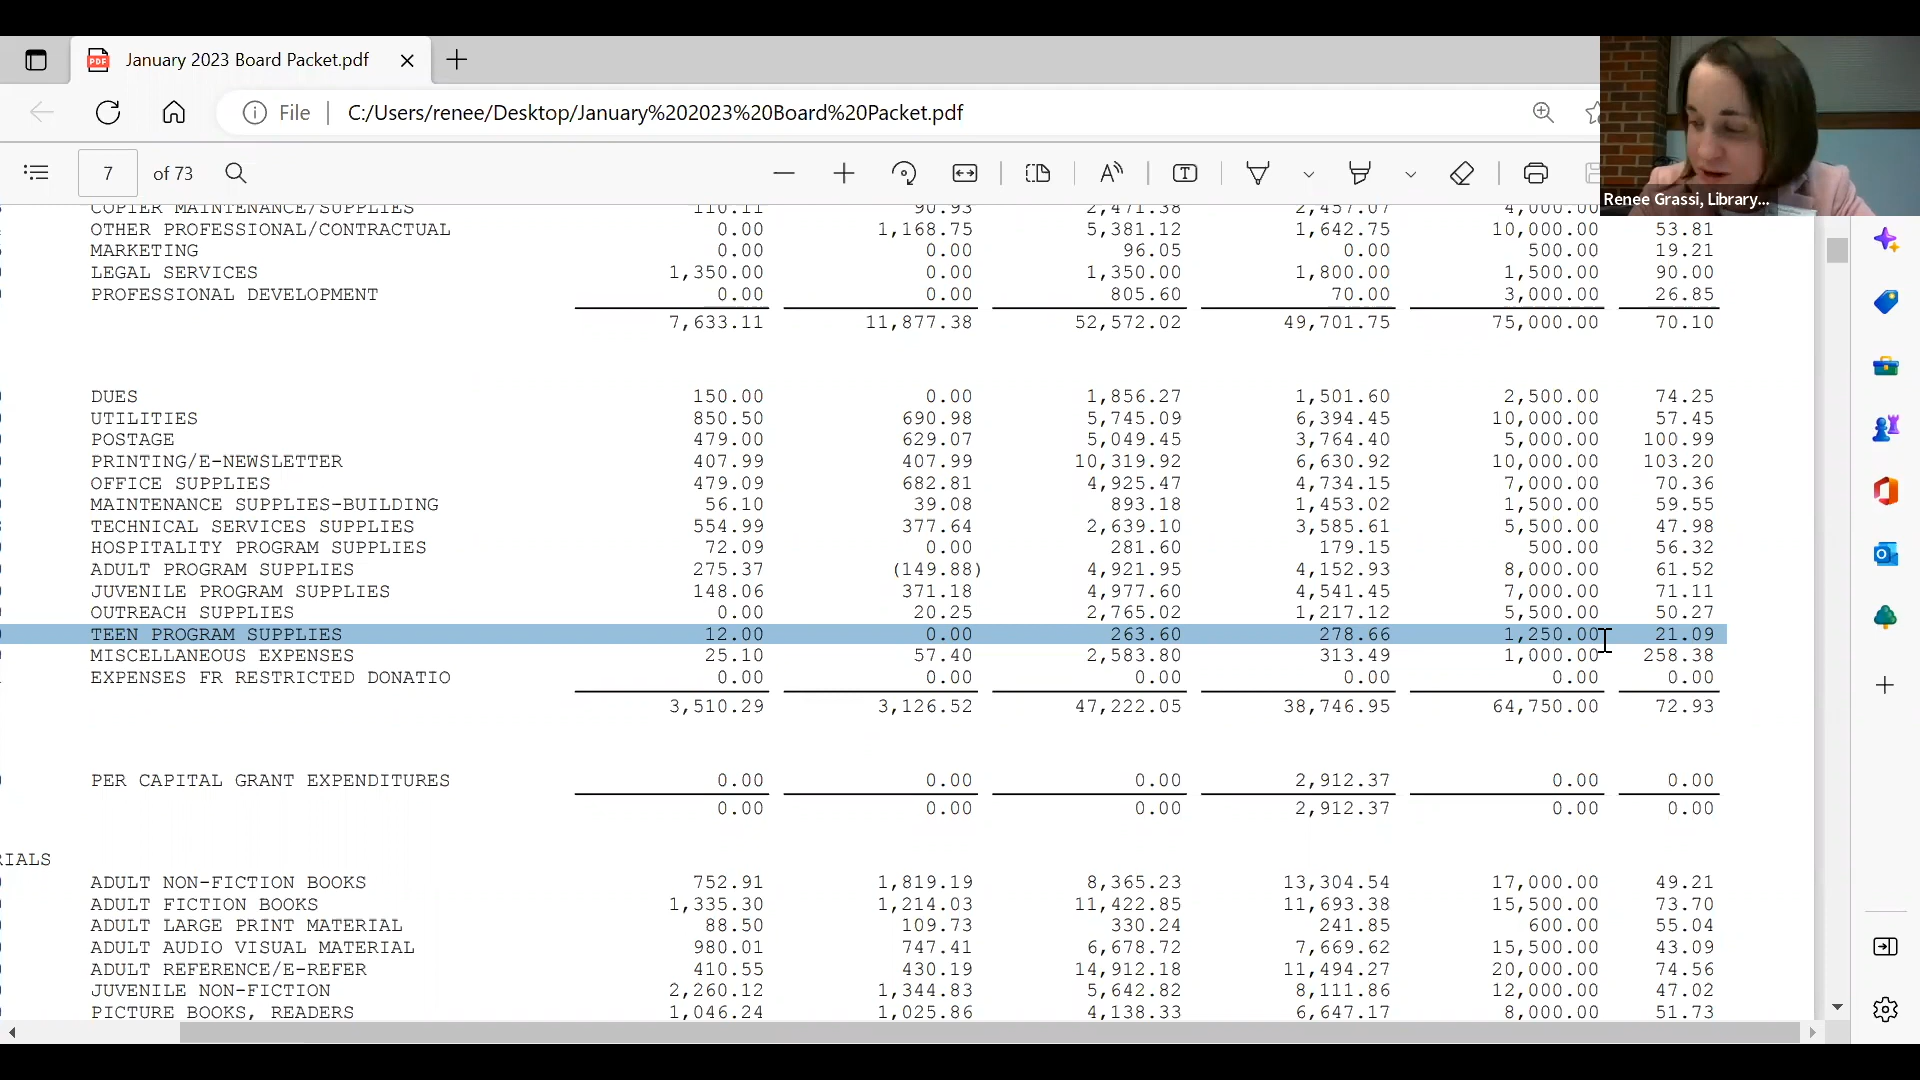 January 2023 Board Packet.pdf
File C:/Users/renee/Desktop/January%202023%20Board%20Packet.pdf
7 of 73
Renee Grassi, Library...
COPIER MAINTENANCE/SUPPLIES 110.11 90.93 2,471.38 2,457.07 4,000.00
OTHER PROFESSIONAL/CONTRACTUAL 0.00 1,168.75 5,381.12 1,642.75 10,000.00 53.81
MARKETING 0.00 0.00 96.05 0.00 500.00 19.21
LEGAL SERVICES 1,350.00 0.00 1,350.00 1,800.00 1,500.00 90.00
PROFESSIONAL DEVELOPMENT 0.00 0.00 805.60 70.00 3,000.00 26.85
7,633.11 11,877.38 52,572.02 49,701.75 75,000.00 70.10
DUES 150.00 0.00 1,856.27 1,501.60 2,500.00 74.25
UTILITIES 850.50 690.98 5,745.09 6,394.45 10,000.00 57.45
POSTAGE 479.00 629.07 5,049.45 3,764.40 5,000.00 100.99
PRINTING/E-NEWSLETTER 407.99 407.99 10,319.92 6,630.92 10,000.00 103.20
OFFICE SUPPLIES 479.09 682.81 4,925.47 4,734.15 7,000.00 70.36
MAINTENANCE SUPPLIES-BUILDING 56.10 39.08 893.18 1,453.02 1,500.00 59.55
TECHNICAL SERVICES SUPPLIES 554.99 377.64 2,639.10 3,585.61 5,500.00 47.98
HOSPITALITY PROGRAM SUPPLIES 72.09 0.00 281.60 179.15 500.00 56.32
ADULT PROGRAM SUPPLIES 275.37 (149.88) 4,921.95 4,152.93 8,000.00 61.52
JUVENILE PROGRAM SUPPLIES 148.06 371.18 4,977.60 4,541.45 7,000.00 71.11
OUTREACH SUPPLIES 0.00 20.25 2,765.02 1,217.12 5,500.00 50.27
TEEN PROGRAM SUPPLIES 12.00 0.00 263.60 278.66 1,250.00 21.09
MISCELLANEOUS EXPENSES 25.10 57.40 2,583.80 313.49 1,000.00 258.38
EXPENSES FR RESTRICTED DONATIO 0.00 0.00 0.00 0.00 0.00 0.00
3,510.29 3,126.52 47,222.05 38,746.95 64,750.00 72.93
PER CAPITAL GRANT EXPENDITURES 0.00 0.00 0.00 2,912.37 0.00 0.00
0.00 0.00 0.00 2,912.37 0.00 0.00
RIALS
ADULT NON-FICTION BOOKS 752.91 1,819.19 8,365.23 13,304.54 17,000.00 49.21
ADULT FICTION BOOKS 1,335.30 1,214.03 11,422.85 11,693.38 15,500.00 73.70
ADULT LARGE PRINT MATERIAL 88.50 109.73 330.24 241.85 600.00 55.04
ADULT AUDIO VISUAL MATERIAL 980.01 747.41 6,678.72 7,669.62 15,500.00 43.09
ADULT REFERENCE/E-REFER 410.55 430.19 14,912.18 11,494.27 20,000.00 74.56
JUVENILE NON-FICTION 2,260.12 1,344.83 5,642.82 8,111.86 12,000.00 47.02
PICTURE BOOKS, READERS 1,046.24 1,025.86 4,138.33 6,647.17 8,000.00 51.73